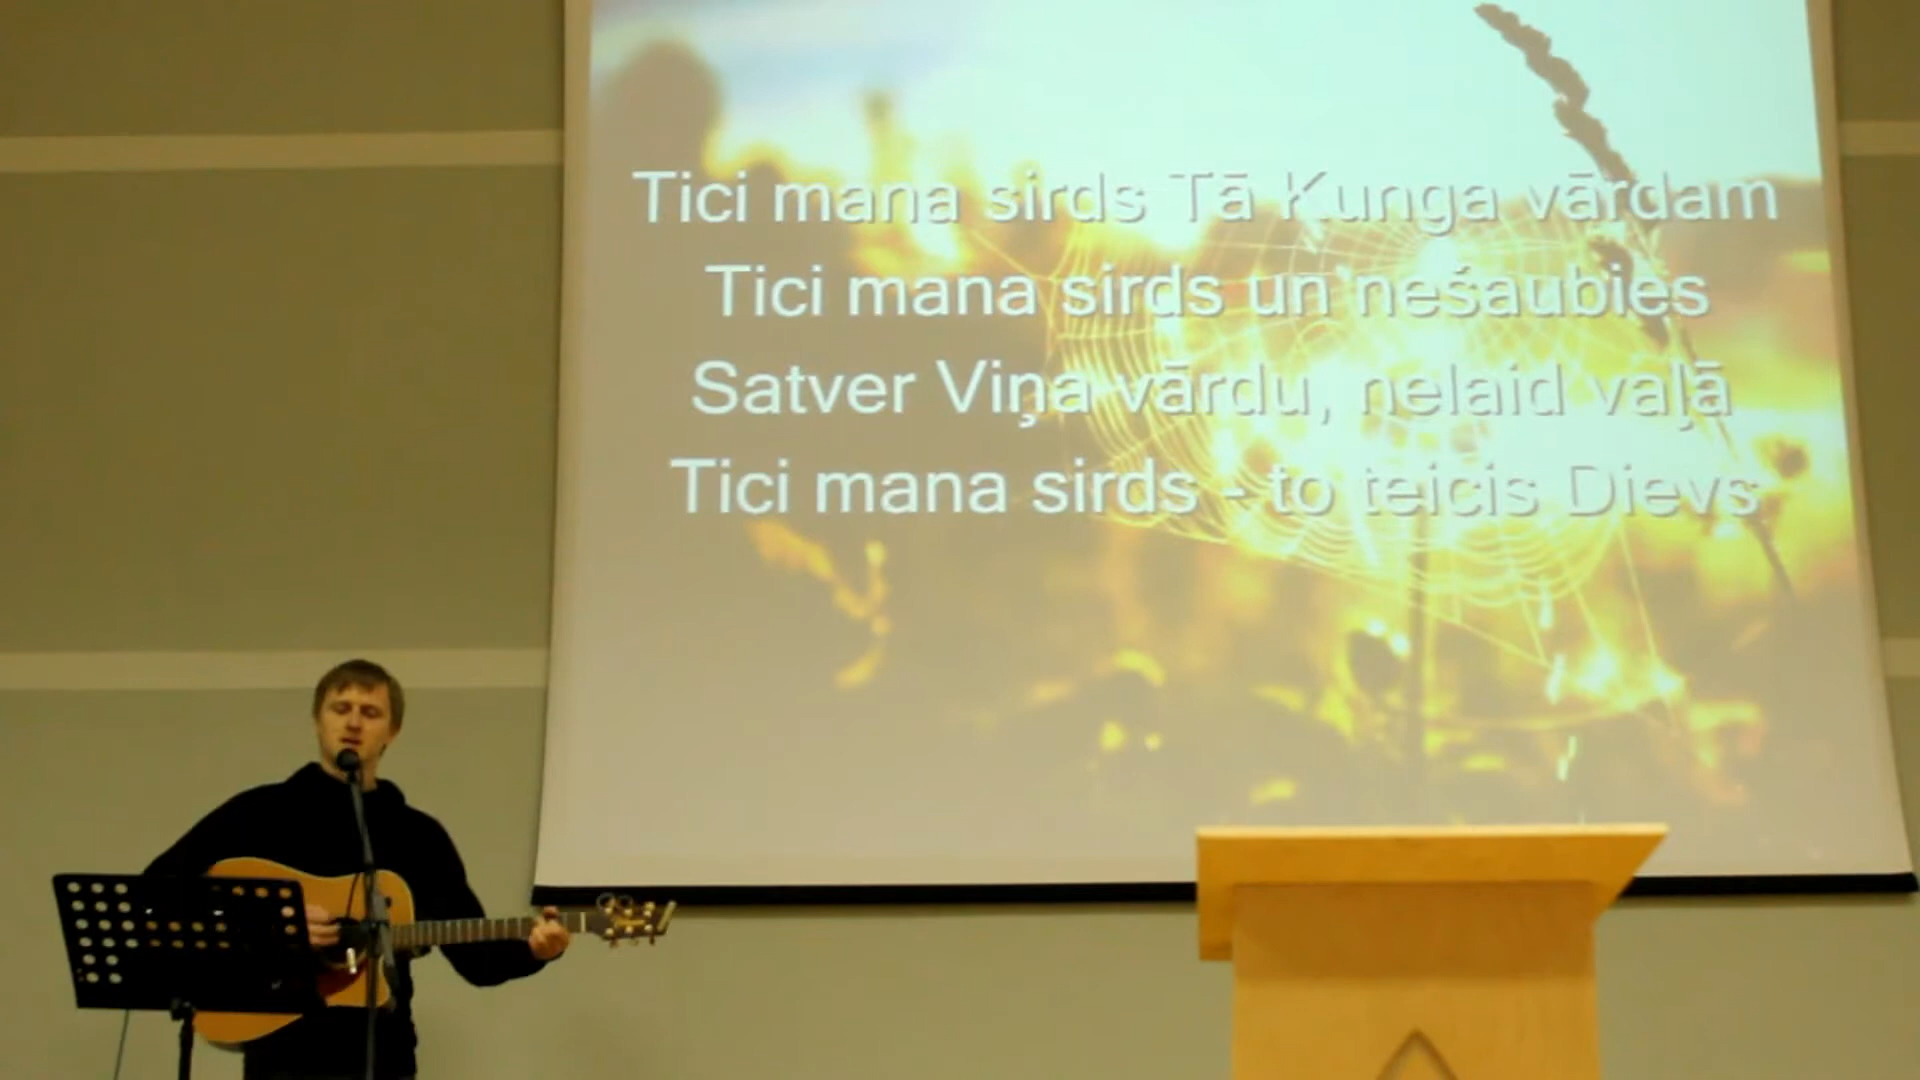 Tici mana sirds Tā Kunga vārdam
Tici mana sirds un nešaubies
Satver Viņa vārdu, nelaid vaļā
Tici mana sirds - to teicis Dievs